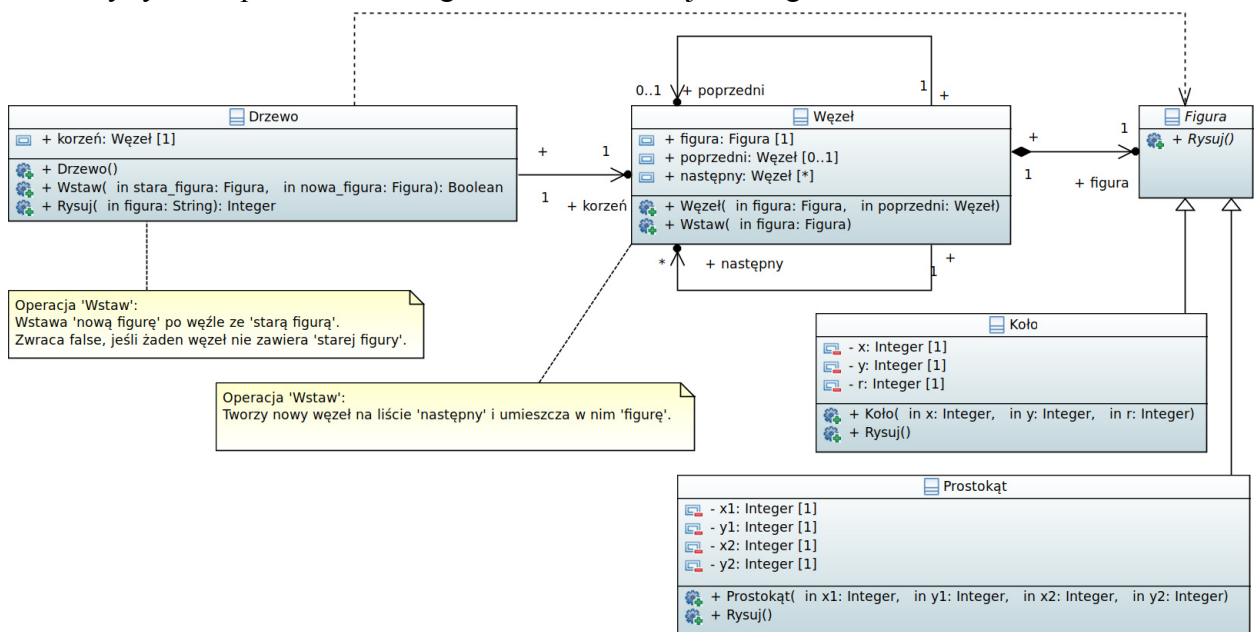 Drzewo
+ korzeń: Węzeł [1]
+ Drzewo()
+ Wstaw( in stara_figura: Figura, in nowa_figura: Figura): Boolean
+ Rysuj( in figura: String): Integer
+
1
1
+ korzeń
0..1
+ poprzedni
1
+
Węzeł
+ figura: Figura [1]
+ poprzedni: Węzeł [0..1]
+ następny: Węzeł [*]
+ Węzeł( in figura: Figura, in poprzedni: Węzeł)
+ Wstaw( in figura: Figura)
*
+ następny
1
+
+
1
1
+ figura
Figura
+ Rysuj()
Operacja 'Wstaw':
Wstawa 'nową figurę' po węźle ze 'starą figurą'.
Zwraca false, jeśli żaden węzeł nie zawiera 'starej figury'.
Operacja 'Wstaw':
Tworzy nowy węzeł na liście 'następny' i umieszcza w nim 'figurę'.
Koło
- x: Integer [1]
- y: Integer [1]
- r: Integer [1]
+ Koło( in x: Integer, in y: Integer, in r: Integer)
+ Rysuj()
Prostokąt
- x1: Integer [1]
- y1: Integer [1]
- x2: Integer [1]
- y2: Integer [1]
+ Prostokąt( in x1: Integer, in y1: Integer, in x2: Integer, in y2: Integer)
+ Rysuj()